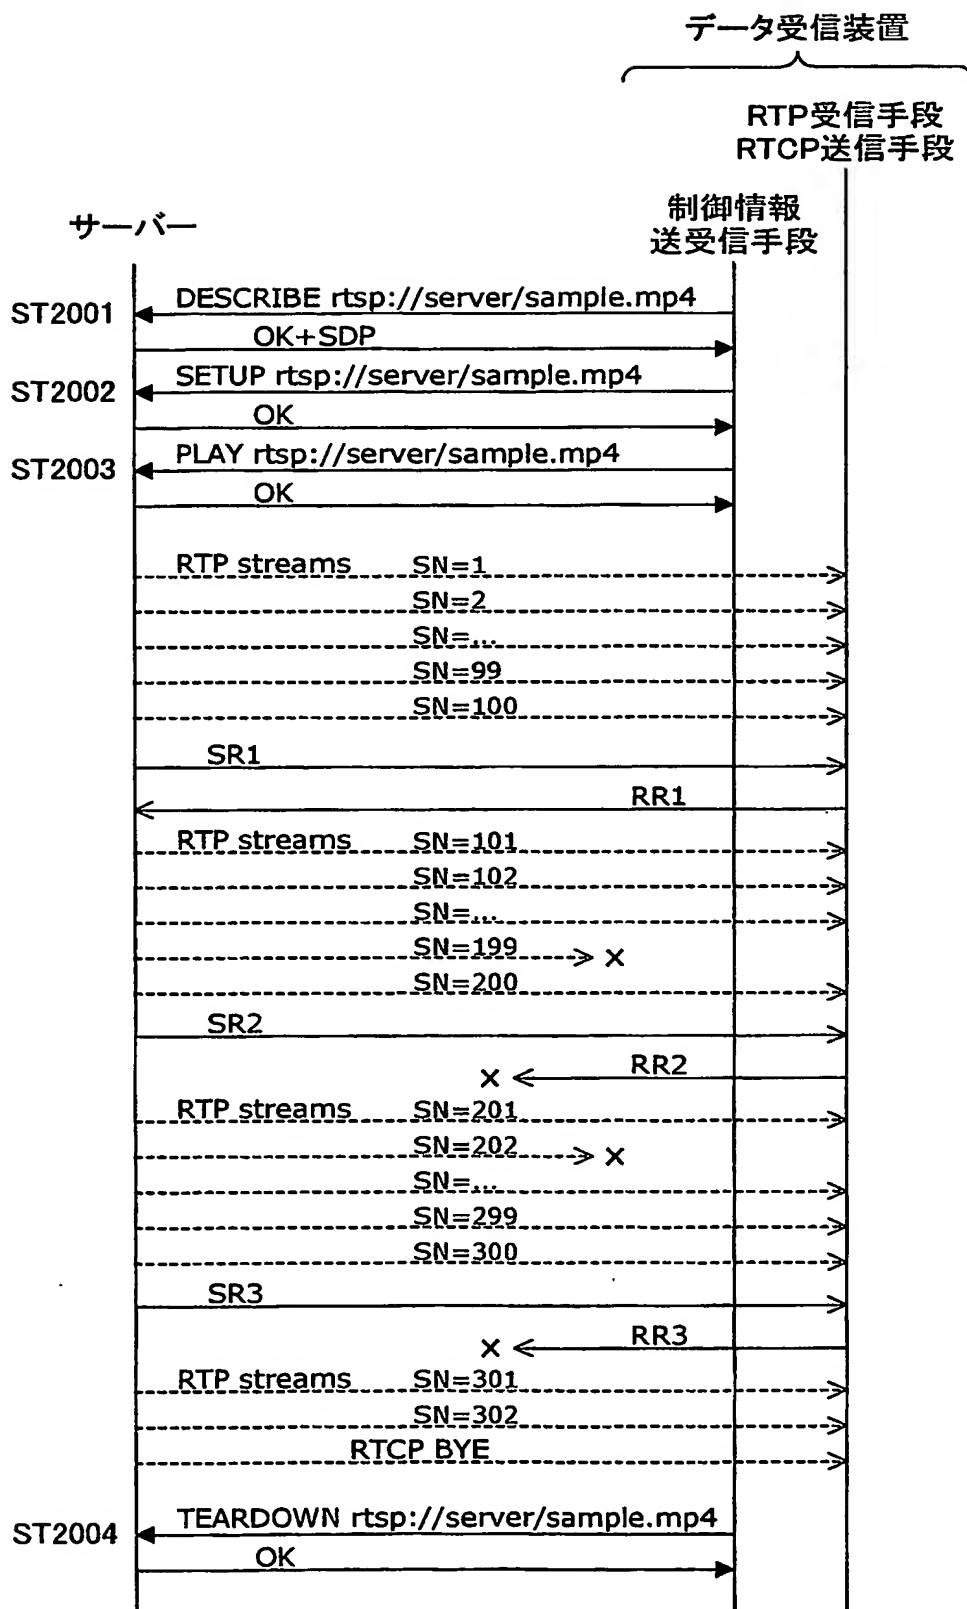 データ受信装置
RTP受信手段
RTCP送信手段
サーバー
制御情報
送受信手段
ST2001
DESCRIBE rtsp://server/sample.mp4
OK+SDP
ST2002
SETUP rtsp://server/sample.mp4
OK
ST2003
PLAY rtsp://server/sample.mp4
OK
RTP streams SN=1
SN=2
SN=...
SN=99
SN=100
SR1
RR1
RTP streams SN=101
SN=102
SN=...
SN=199 ×
SN=200
SR2
× RR2
RTP streams SN=201
SN=202 ×
SN=...
SN=299
SN=300
SR3
× RR3
RTP streams SN=301
SN=302
RTCP BYE
ST2004
TEARDOWN rtsp://server/sample.mp4
OK